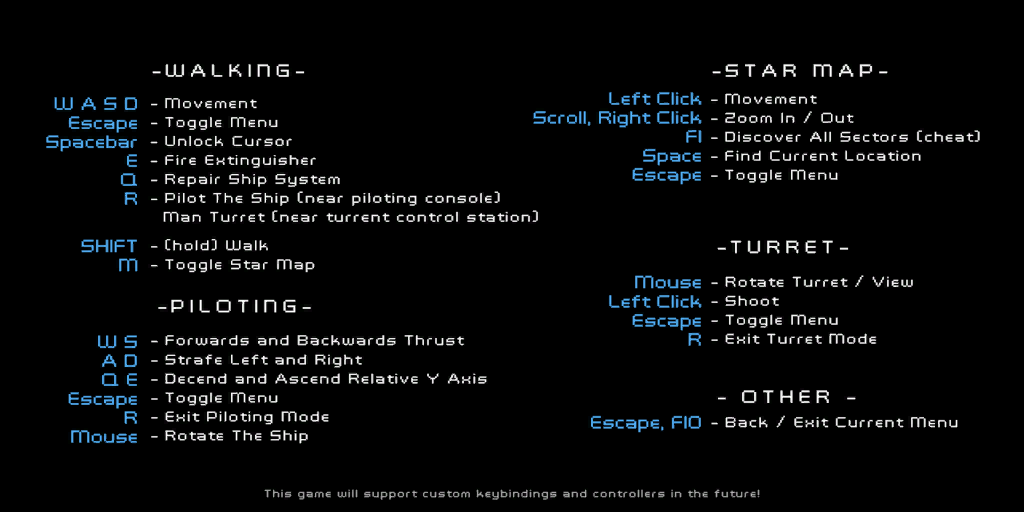 -WALKING-
W A S D - Movement
Escape - Toggle Menu
Spacebar - Unlock Cursor
E - Fire Extinguisher
Q - Repair Ship System
R - Pilot The Ship (near piloting console)
Man Turret (near turrent control station)
SHIFT - (hold) Walk
M - Toggle Star Map
-PILOTING-
W S - Forwards and Backwards Thrust
A D - Strafe Left and Right
Q E - Decend and Ascend Relative Y Axis
Escape - Toggle Menu
R - Exit Piloting Mode
Mouse - Rotate The Ship
-STAR MAP-
Left Click - Movement
Scroll, Right Click - Zoom In / Out
F1 - Discover All Sectors (cheat)
Space - Find Current Location
Escape - Toggle Menu
-TURRET-
Mouse - Rotate Turret / View
Left Click - Shoot
Escape - Toggle Menu
R - Exit Turret Mode
- OTHER -
Escape, F10 - Back / Exit Current Menu
This game will support custom keybindings and controllers in the future!